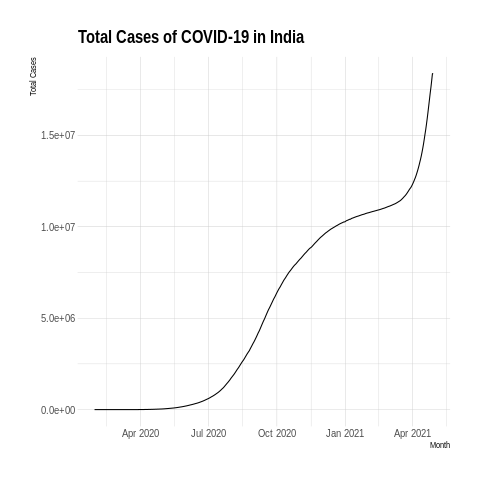 Total Cases of COVID-19 in India
Total Cases
1.5e+07
1.0e+07
5.0e+06
0.0e+00
Apr 2020 Jul 2020 Oct 2020 Jan 2021 Apr 2021
Month